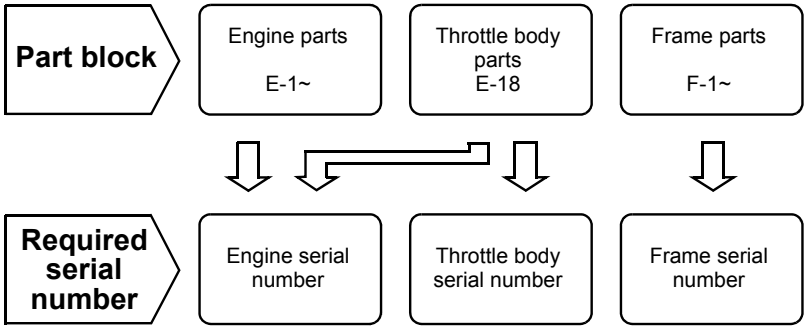 Part block
Engine parts
E-1~
Throttle body
parts
E-18
Frame parts
F-1~
Required
serial
number
Engine serial
number
Throttle body
serial number
Frame serial
number